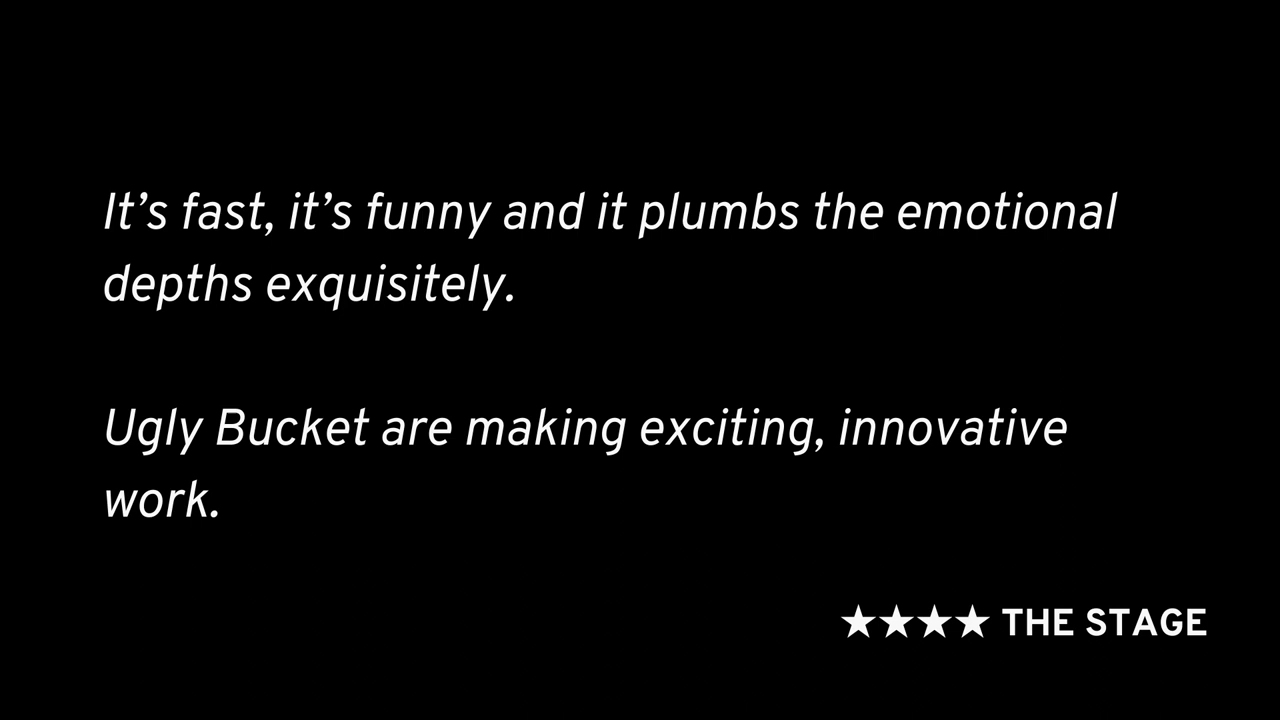 It’s fast, it’s funny and it plumbs the emotional
depths exquisitely.
Ugly Bucket are making exciting, innovative
work.
★★★★ THE STAGE